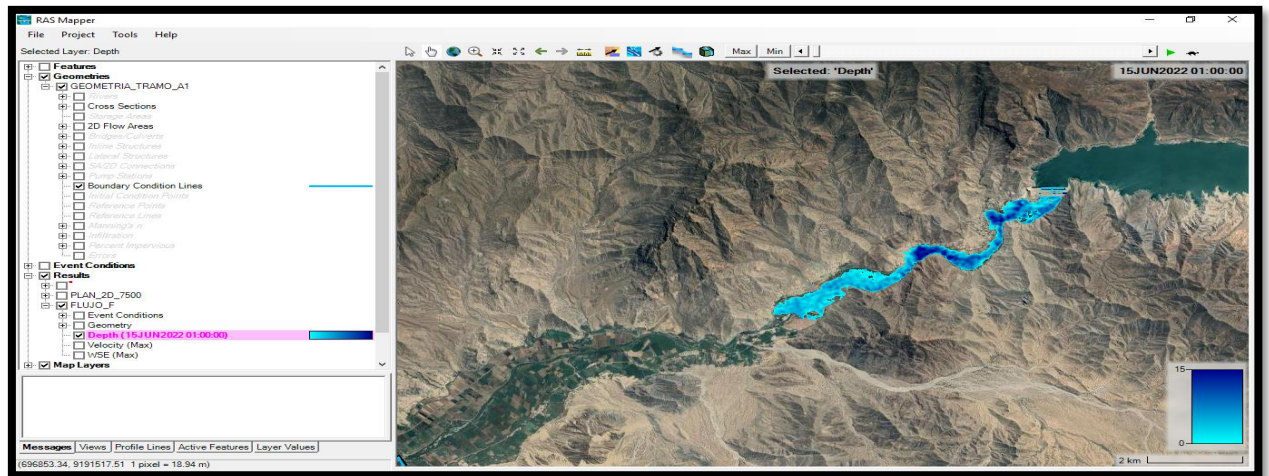 RAS Mapper
File Project Tools Help
Selected Layer: Depth
Max Min
Features
Geometries
GEOMETRIA_TRAMO_A1
Rivers
Cross Sections
Storage Areas
2D Flow Areas
Bridges/Culverts
Inline Structures
Lateral Structures
SA/2D Connections
Pump Stations
Boundary Condition Lines
Initial Condition Points
Reference Points
Reference Lines
Manning's n
Infiltration
Percent Impervious
Errors
Event Conditions
Results
PLAN_2D_7500
FLUJO_F
Event Conditions
Geometry
Depth (15JUN2022 01:00:00)
Velocity (Max)
WSE (Max)
Map Layers
Messages Views Profile Lines Active Features Layer Values
(696853.34, 9191517.51 1 pixel = 18.94 m)
Selected: 'Depth'
15JUN2022 01:00:00
15
0
2 km